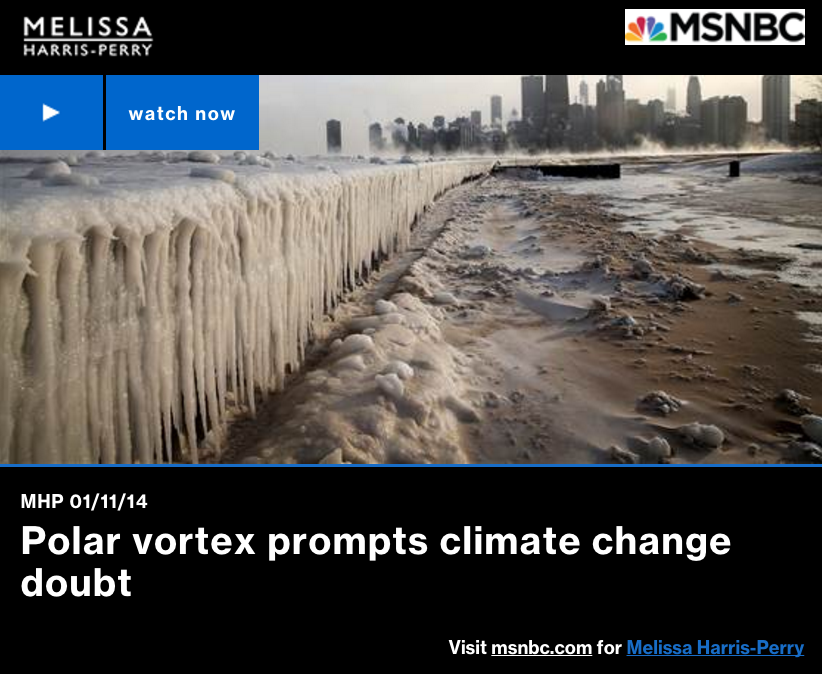 MELISSA
HARRIS-PERRY
MSNBC
watch now
MHP 01/11/14
Polar vortex prompts climate change
doubt
Visit msnbc.com for Melissa Harris-Perry